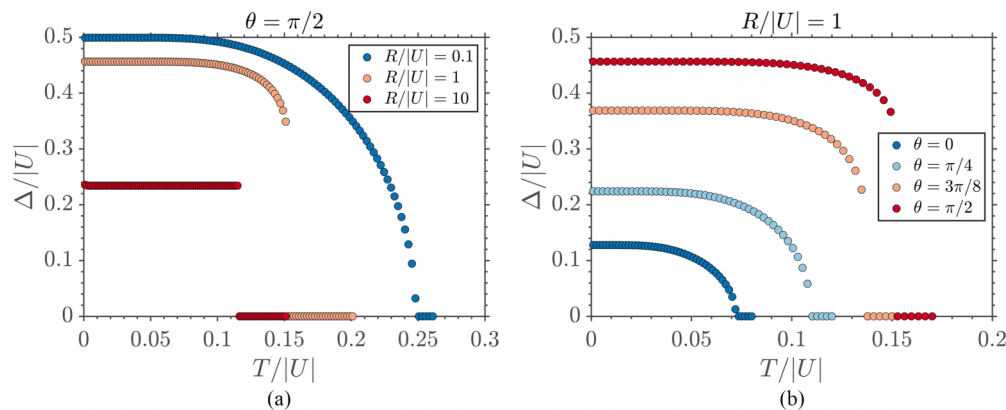 θ = π/2
0.5
0.4
0.3
0.2
0.1
0
Δ/|U|
R/|U| = 0.1
R/|U| = 1
R/|U| = 10
0 0.05 0.1 0.15 0.2 0.25 0.3
T/|U|
(a)
R/|U| = 1
0.5
0.4
0.3
0.2
0.1
0
Δ/|U|
θ = 0
θ = π/4
θ = 3π/8
θ = π/2
0 0.05 0.1 0.15 0.2
T/|U|
(b)